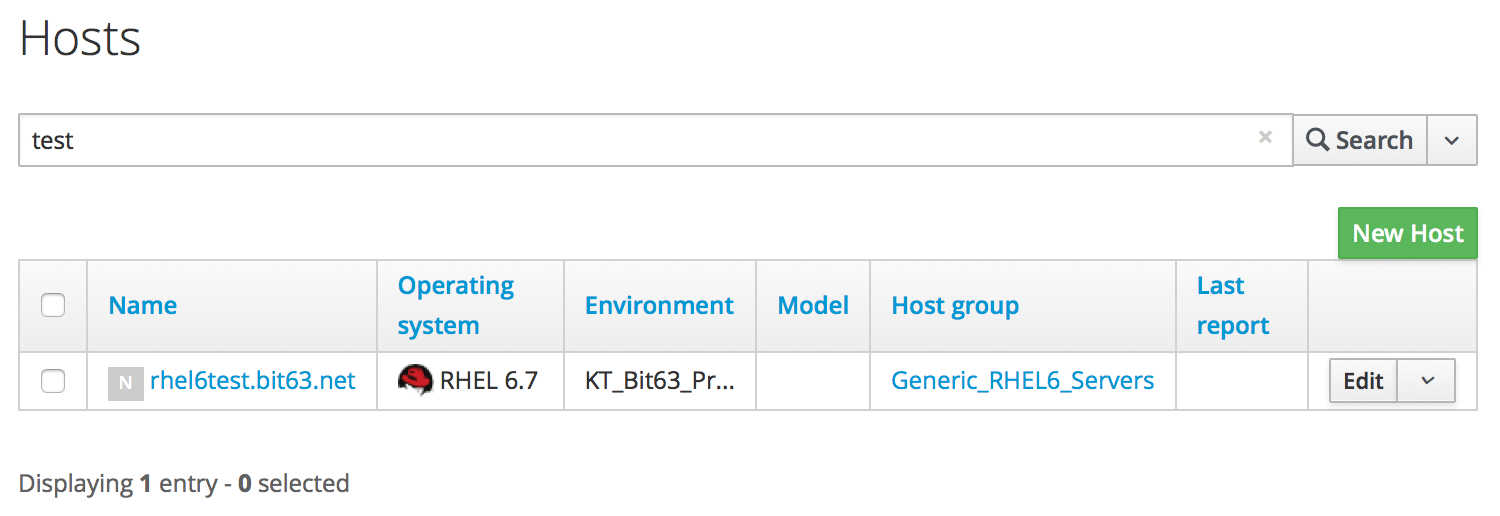 Hosts
test × Search
New Host
Name Operating system Environment Model Host group Last report
N rhel6test.bit63.net RHEL 6.7 KT_Bit63_Pr... Generic_RHEL6_Servers Edit
Displaying 1 entry - 0 selected